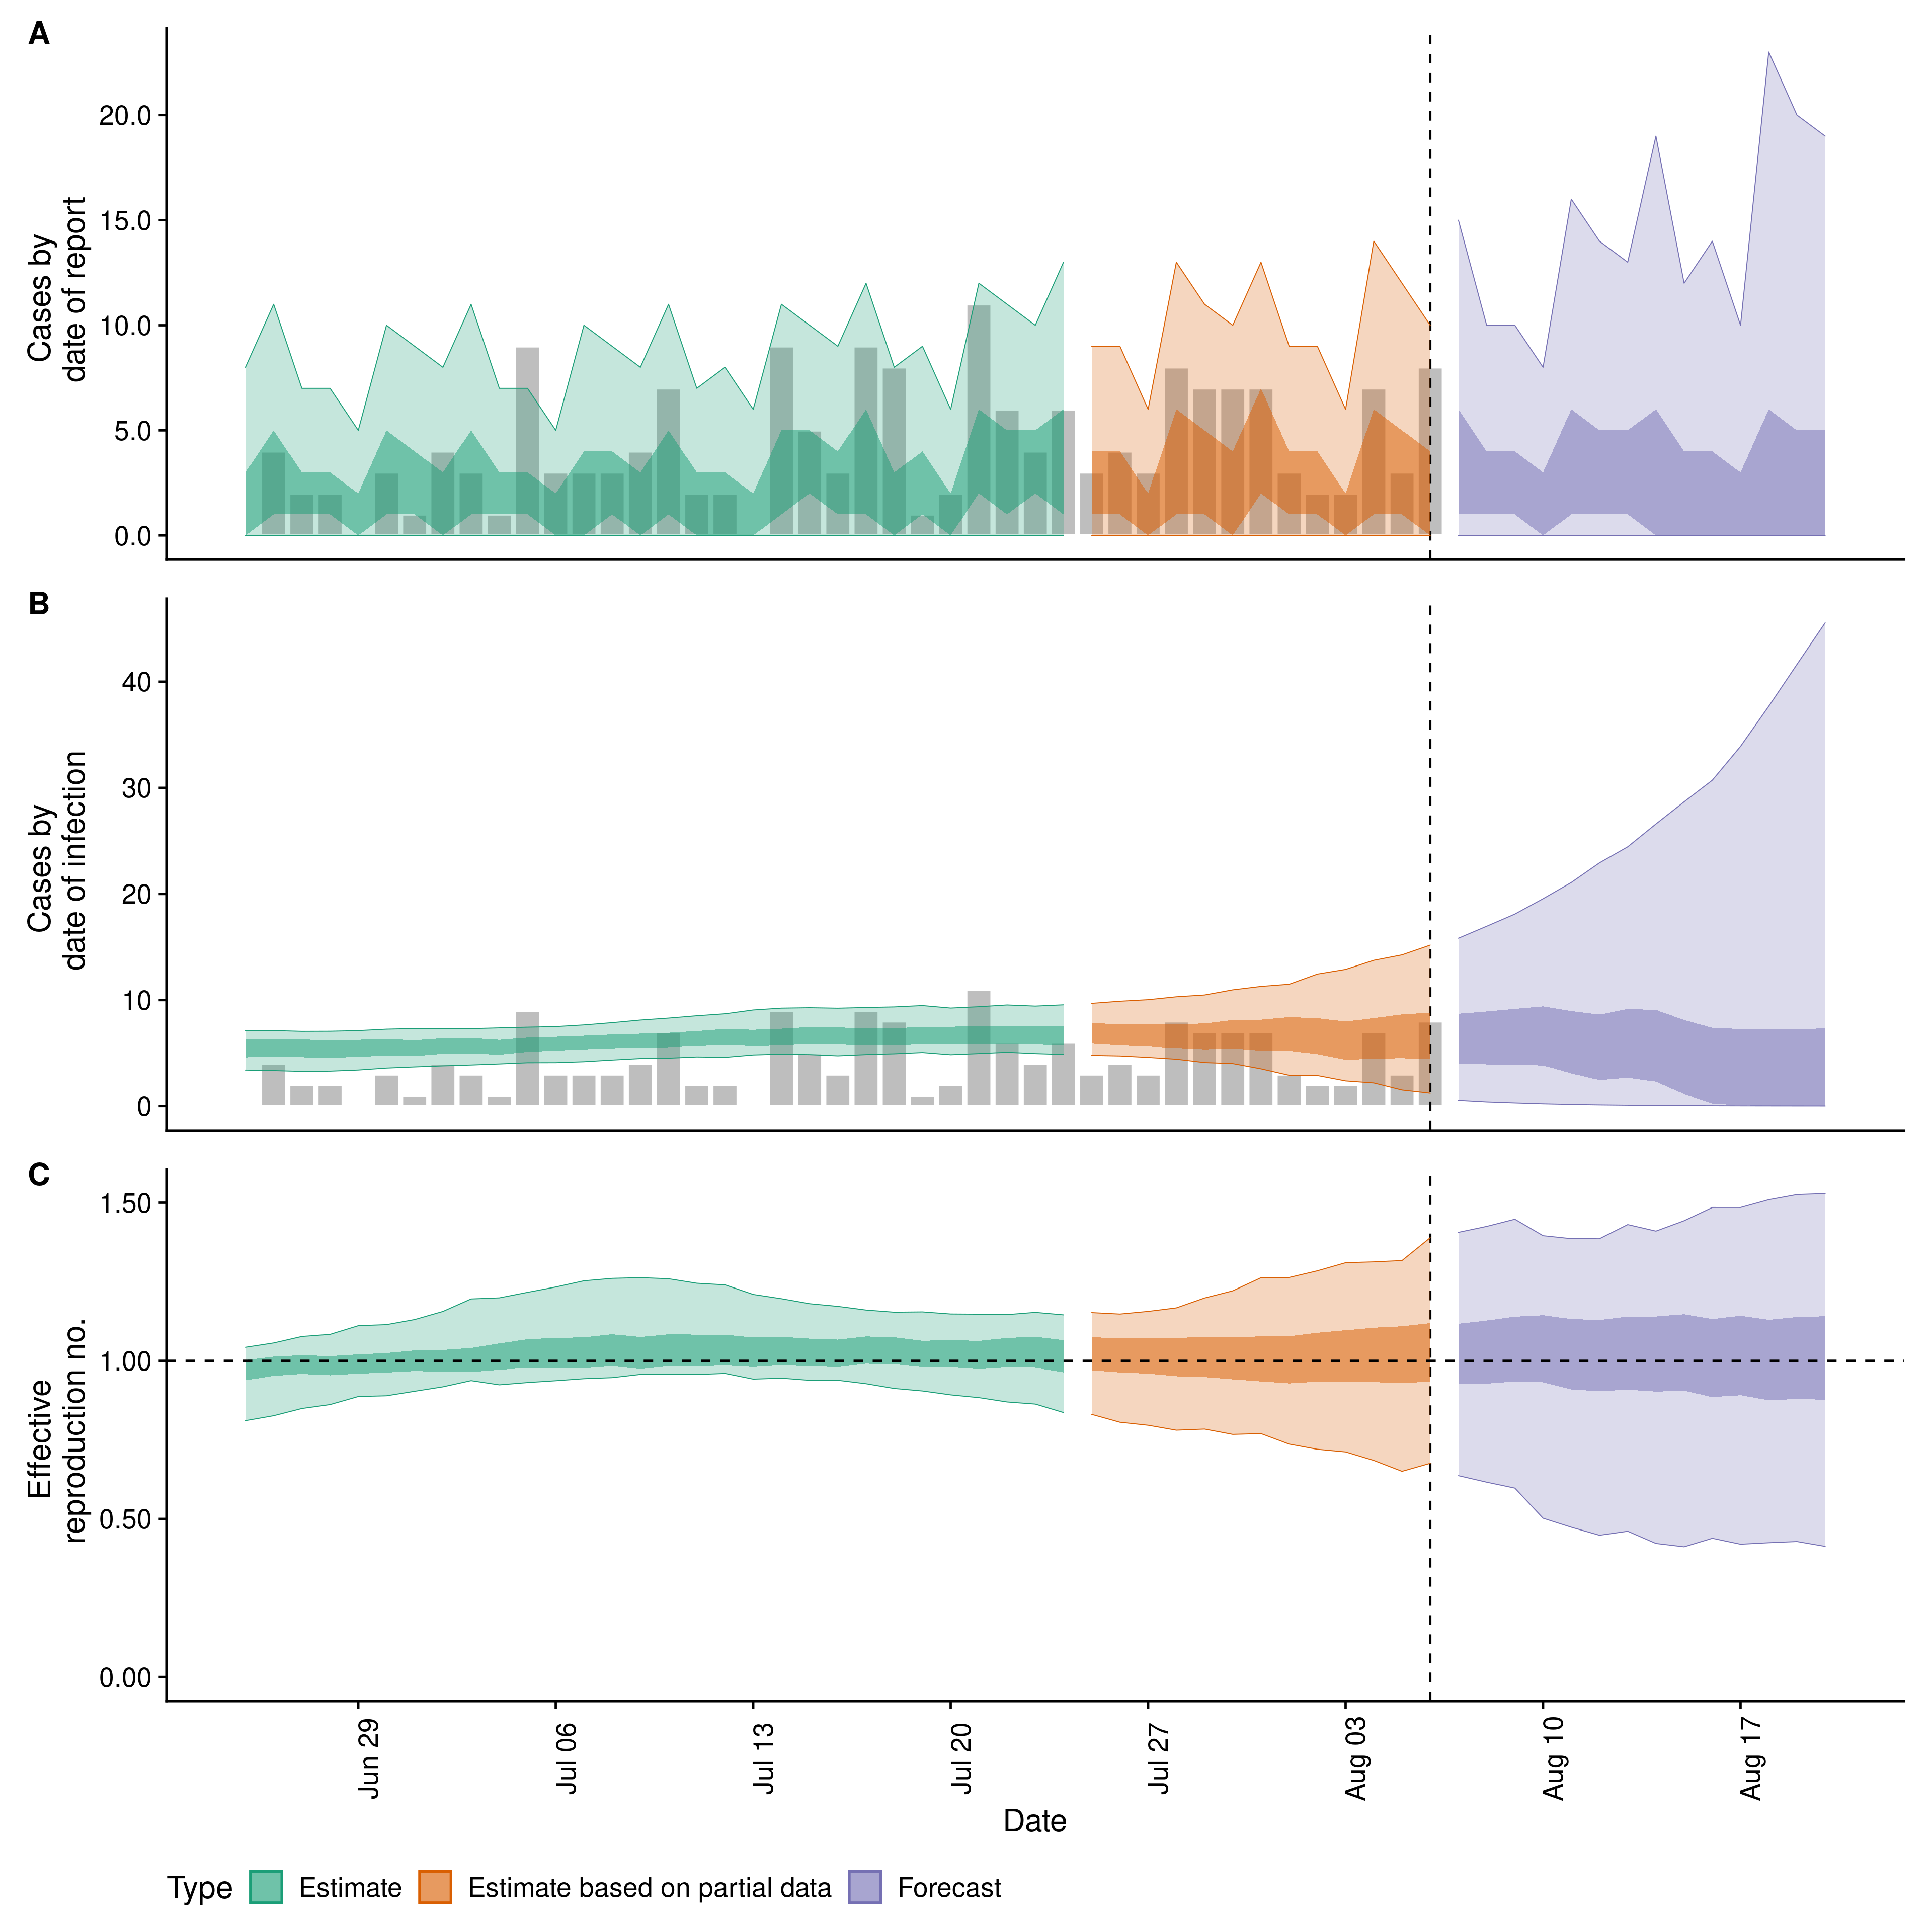 A
Cases by
date of report
20.0
15.0
10.0
5.0
0.0
B
Cases by
date of infection
40
30
20
10
0
C
Effective
reproduction no.
1.50
1.00
0.50
0.00
Jun 29
Jul 06
Jul 13
Jul 20
Jul 27
Aug 03
Aug 10
Aug 17
Date
Type Estimate Estimate based on partial data Forecast